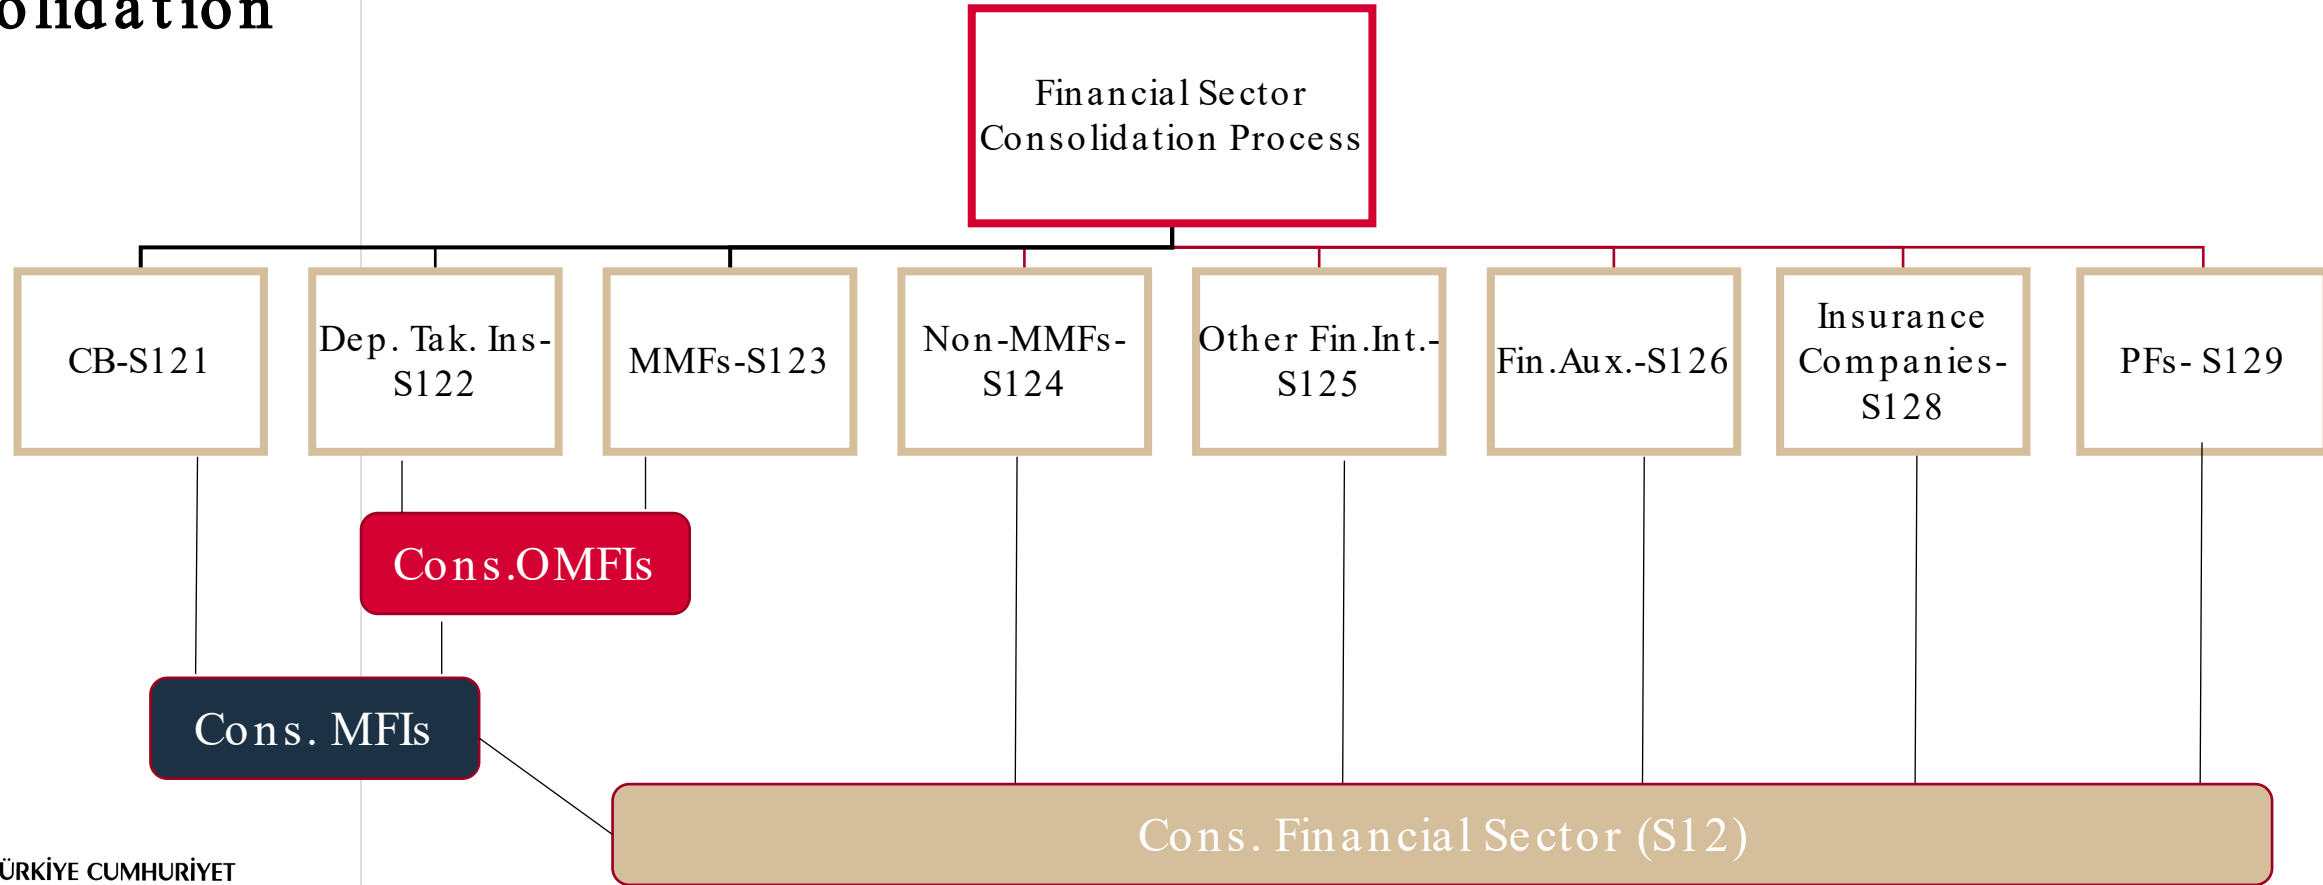 olidation
Financial Sector
Consolidation Process
CB-S121
Dep. Tak. Ins-
S122
MMFs-S123
Non-MMFs-
S124
Other Fin.Int.-
S125
Fin.Aux.-S126
Insurance
Companies-
S128
PFs- S129
Cons.OMFIs
Cons. MFIs
Cons. Financial Sector (S12)
ÜRKİYE CUMHURİYET